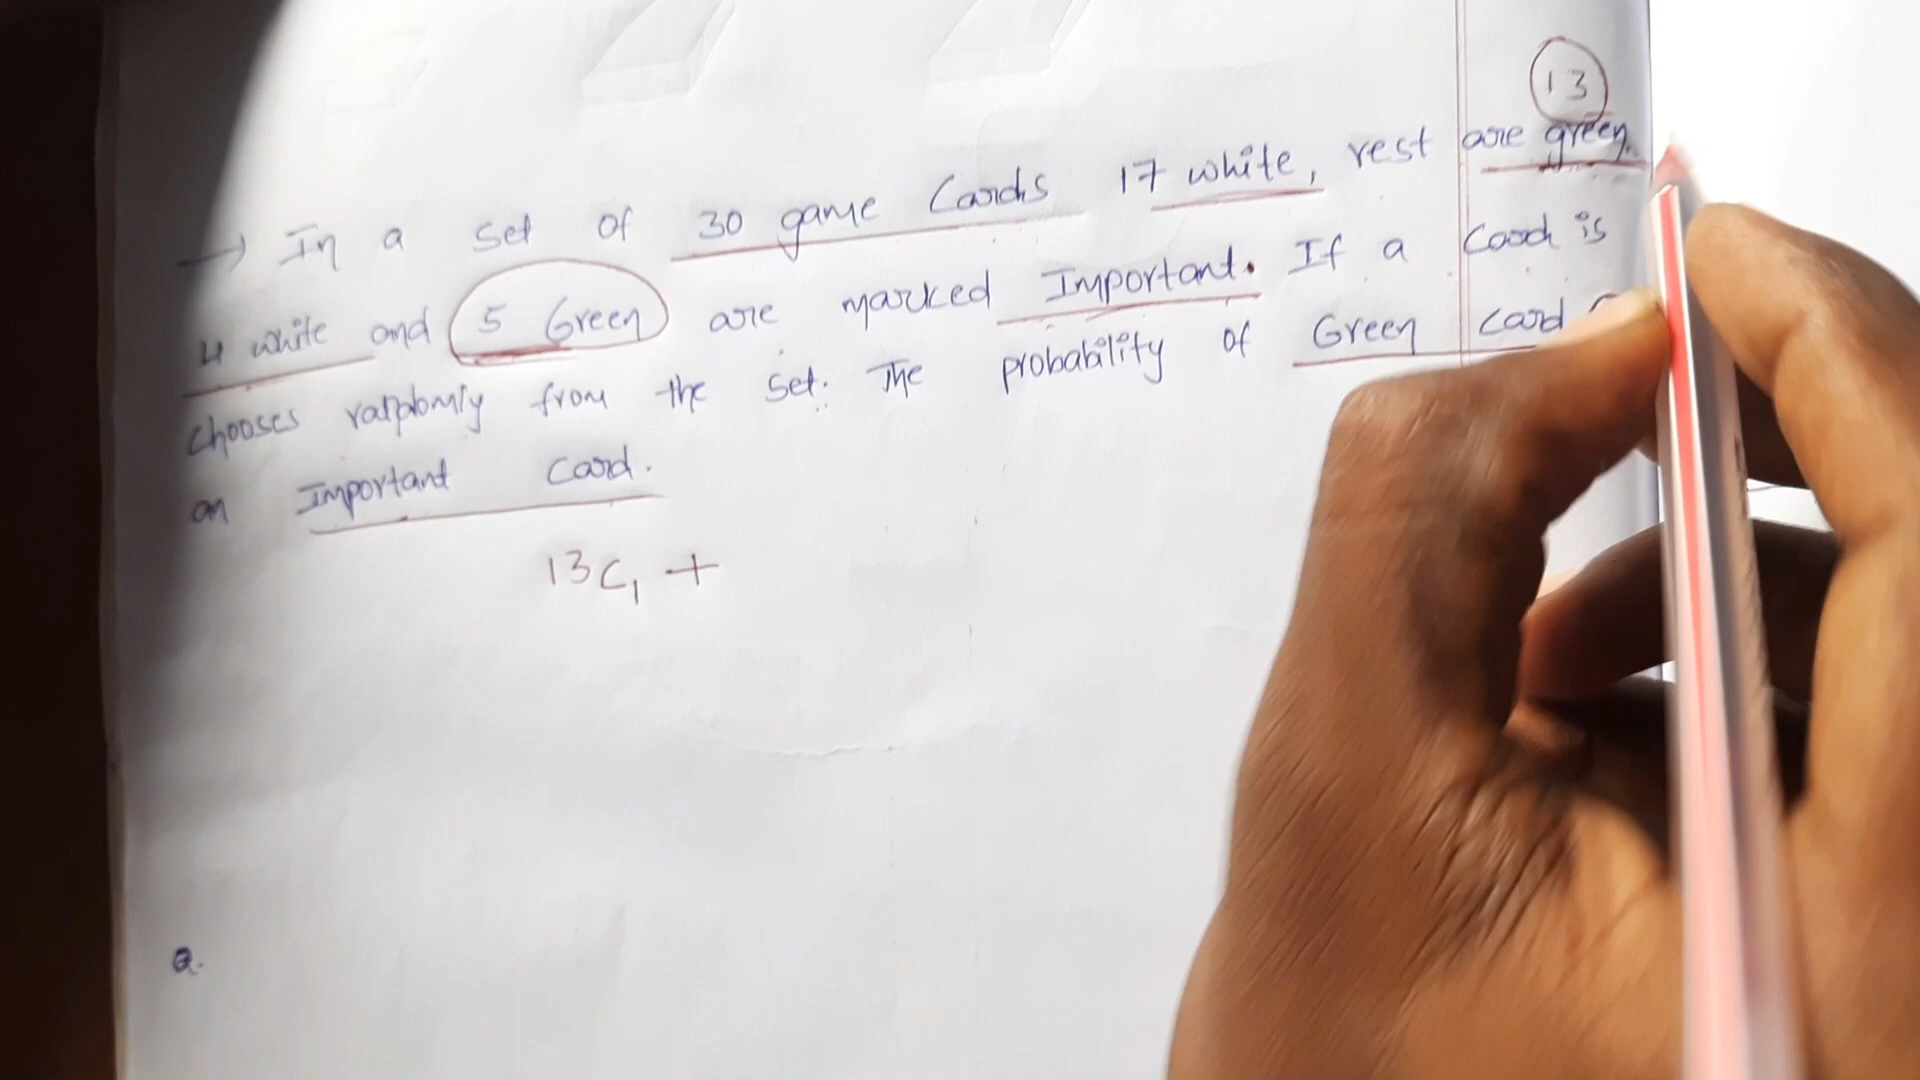 13
→ In a set of 30 game Cards 17 white, rest are green.
4 white and 5 Green are marked Important. If a Card is
chooses randomly from the set. The probability of Green card
an Important Card.
13C₁ +
Q.